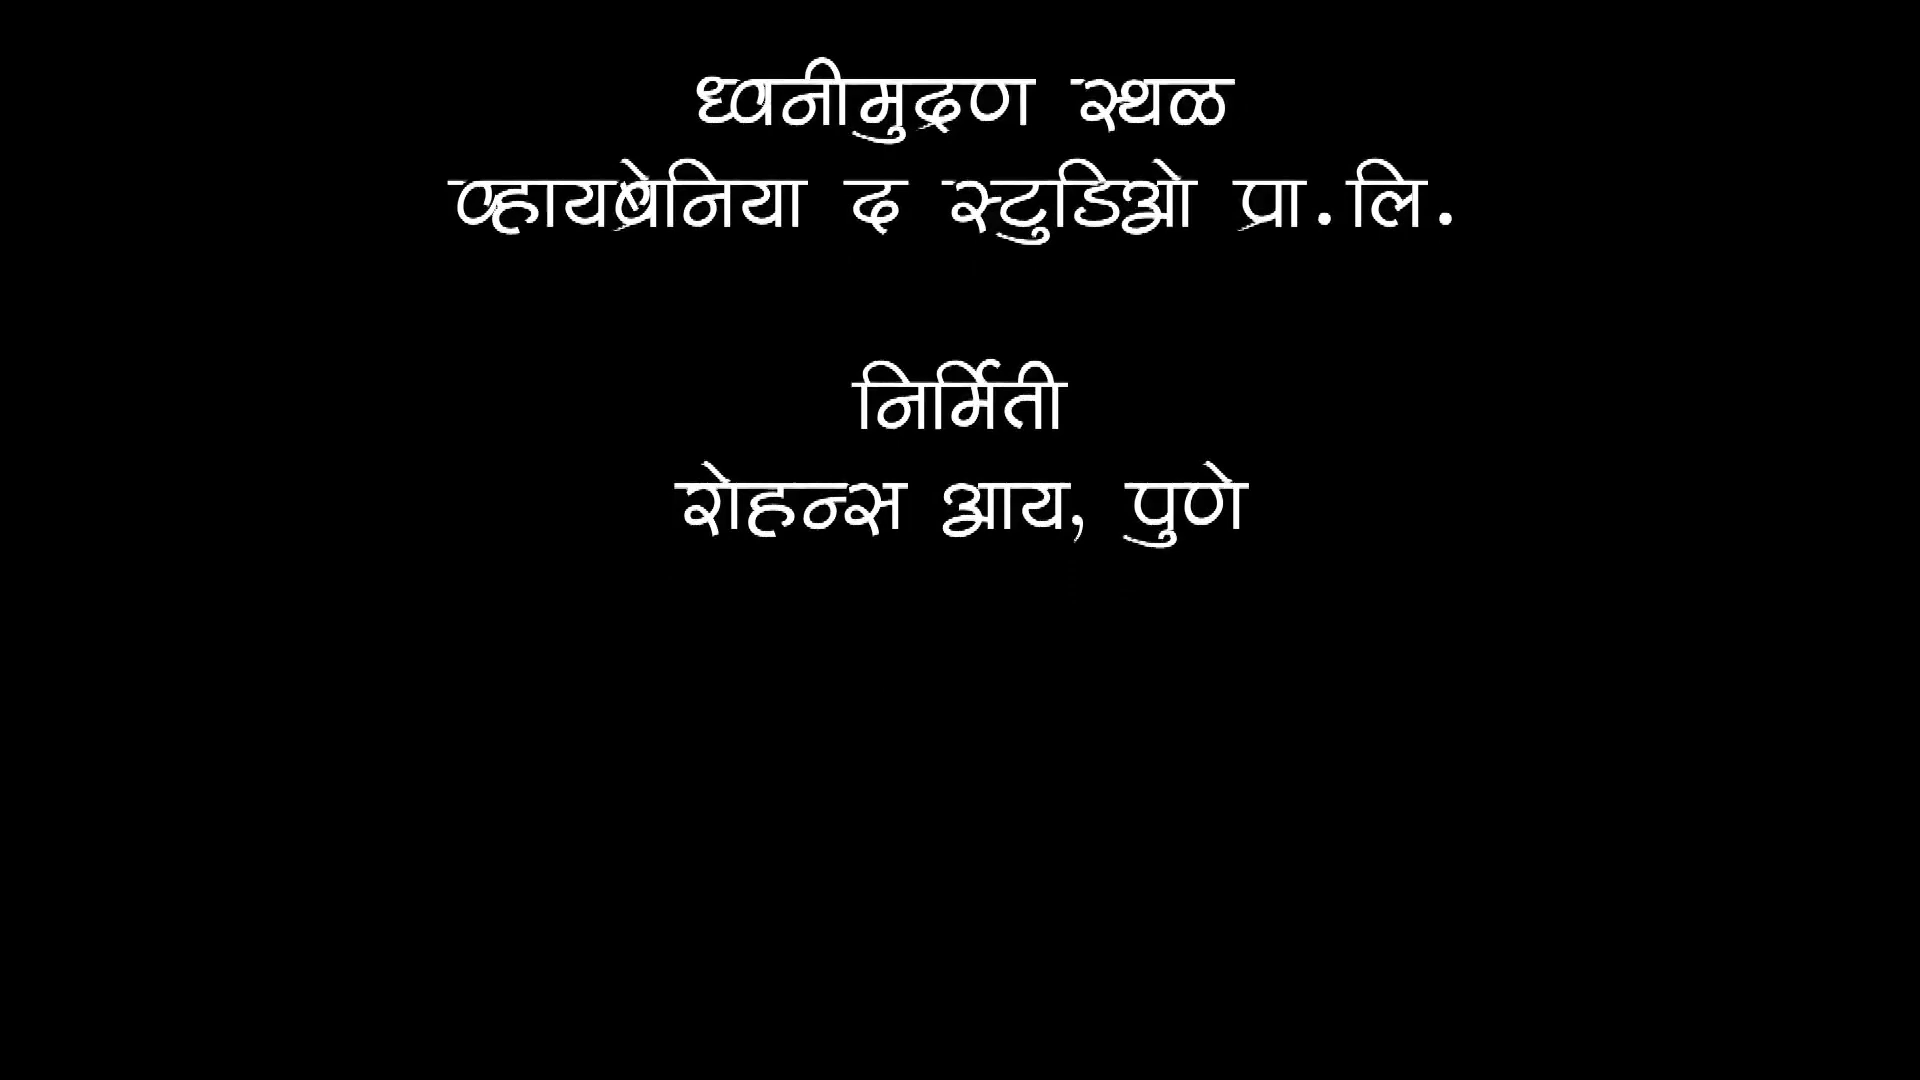 ध्वनीमुद्रण स्थळ
व्हायब्रेनिया द स्टुडिओ प्रा.लि.
निर्मिती
रोहन्स आय, पुणे